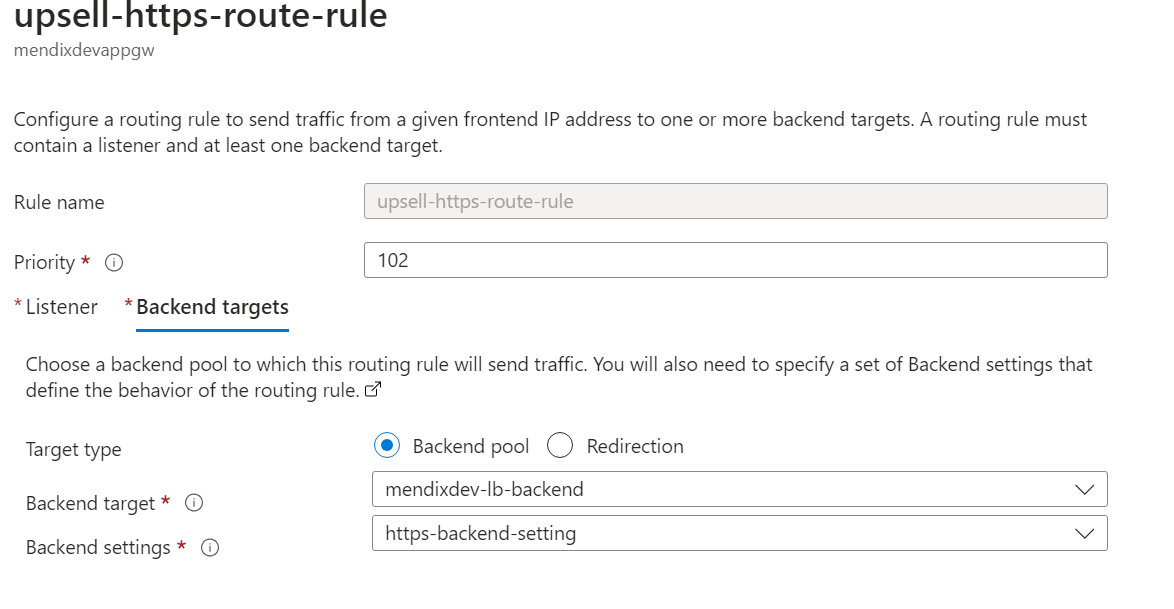 upsell-https-route-rule
mendixdevappgw
Configure a routing rule to send traffic from a given frontend IP address to one or more backend targets. A routing rule must
contain a listener and at least one backend target.
Rule name
upsell-https-route-rule
Priority *
102
* Listener * Backend targets
Choose a backend pool to which this routing rule will send traffic. You will also need to specify a set of Backend settings that
define the behavior of the routing rule.
Target type
Backend pool Redirection
Backend target *
mendixdev-lb-backend
Backend settings *
https-backend-setting